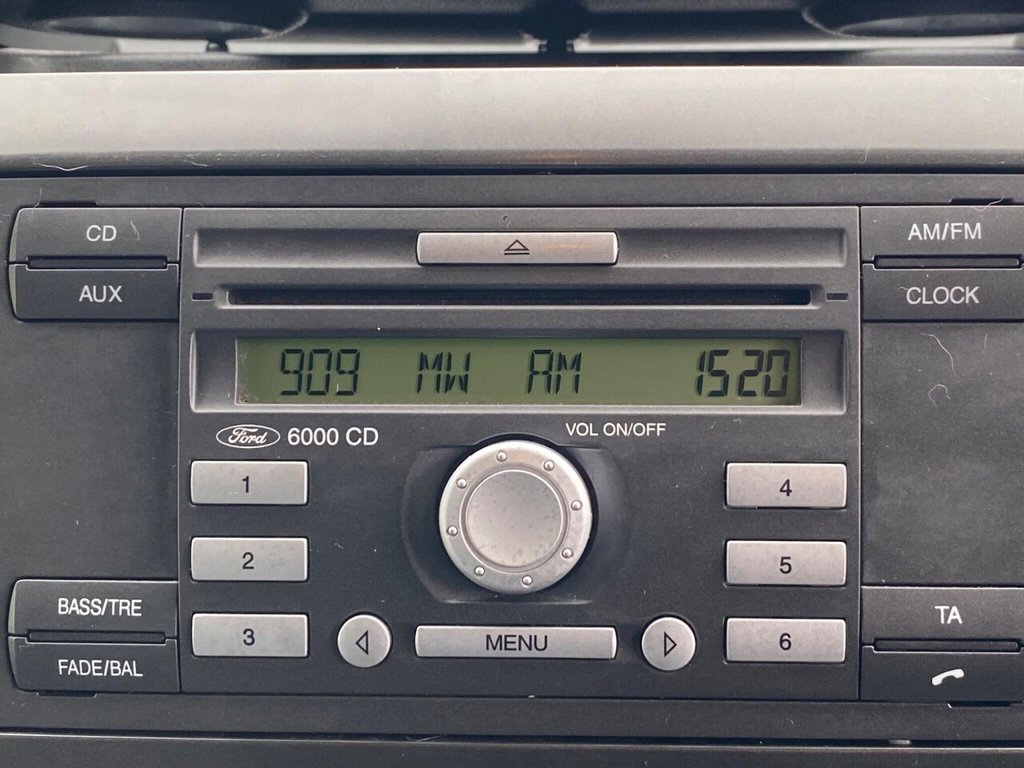 CD
AM/FM
AUX
CLOCK
909 MW AM 1520
Ford 6000 CD
VOL ON/OFF
1
4
2
5
BASS/TRE
TA
3
MENU
6
FADE/BAL